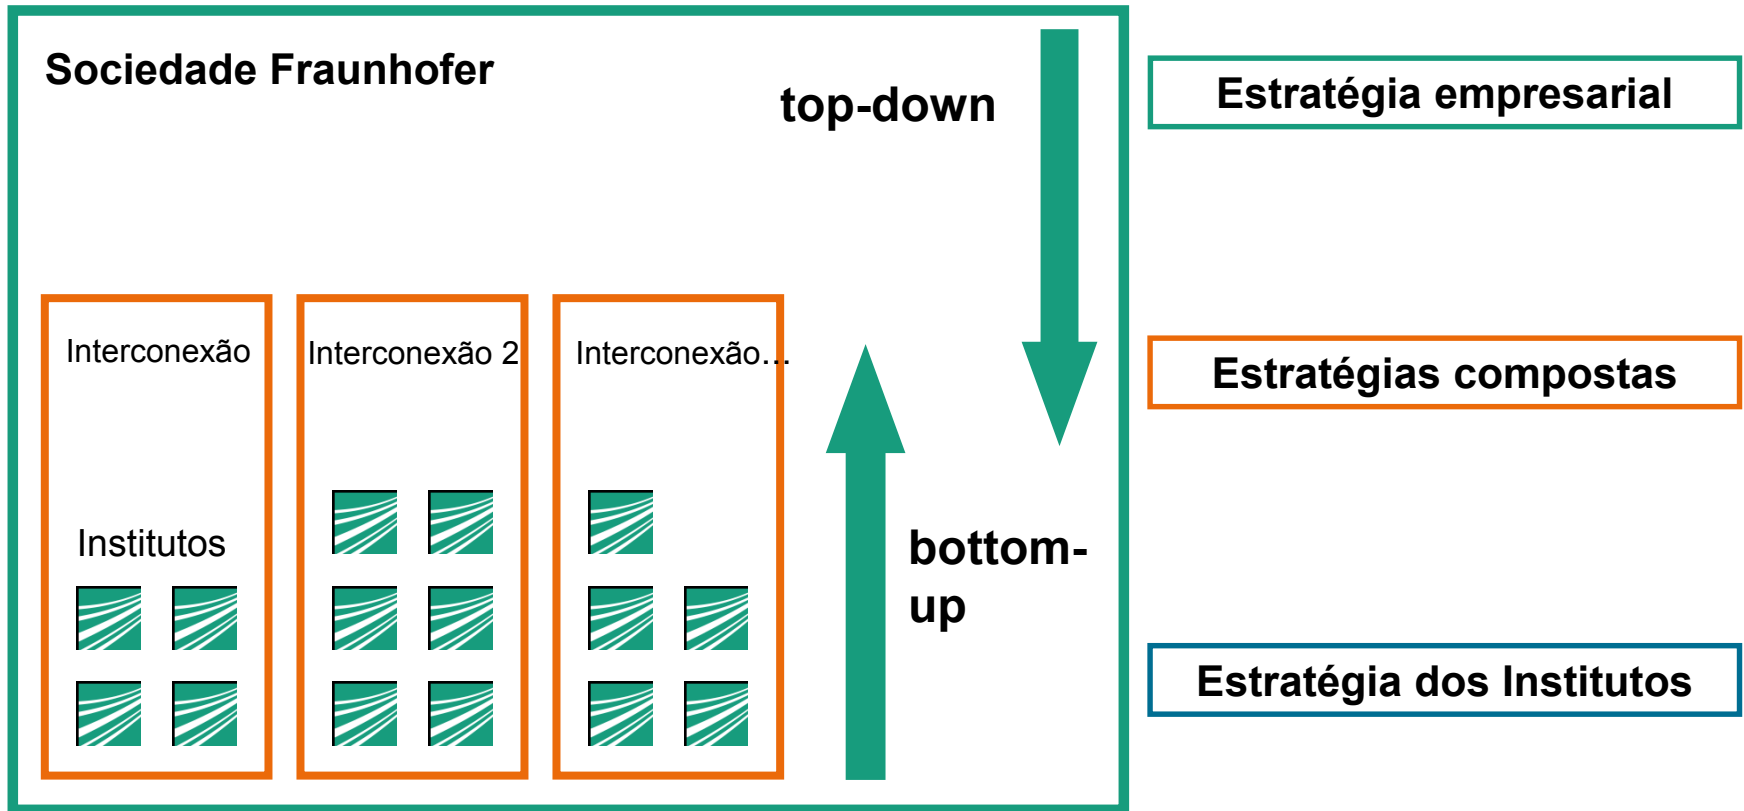 Sociedade Fraunhofer
top-down
Estratégia empresarial
Interconexão
Interconexão 2
Interconexão...
Estratégias compostas
Institutos
bottom-
up
Estratégia dos Institutos